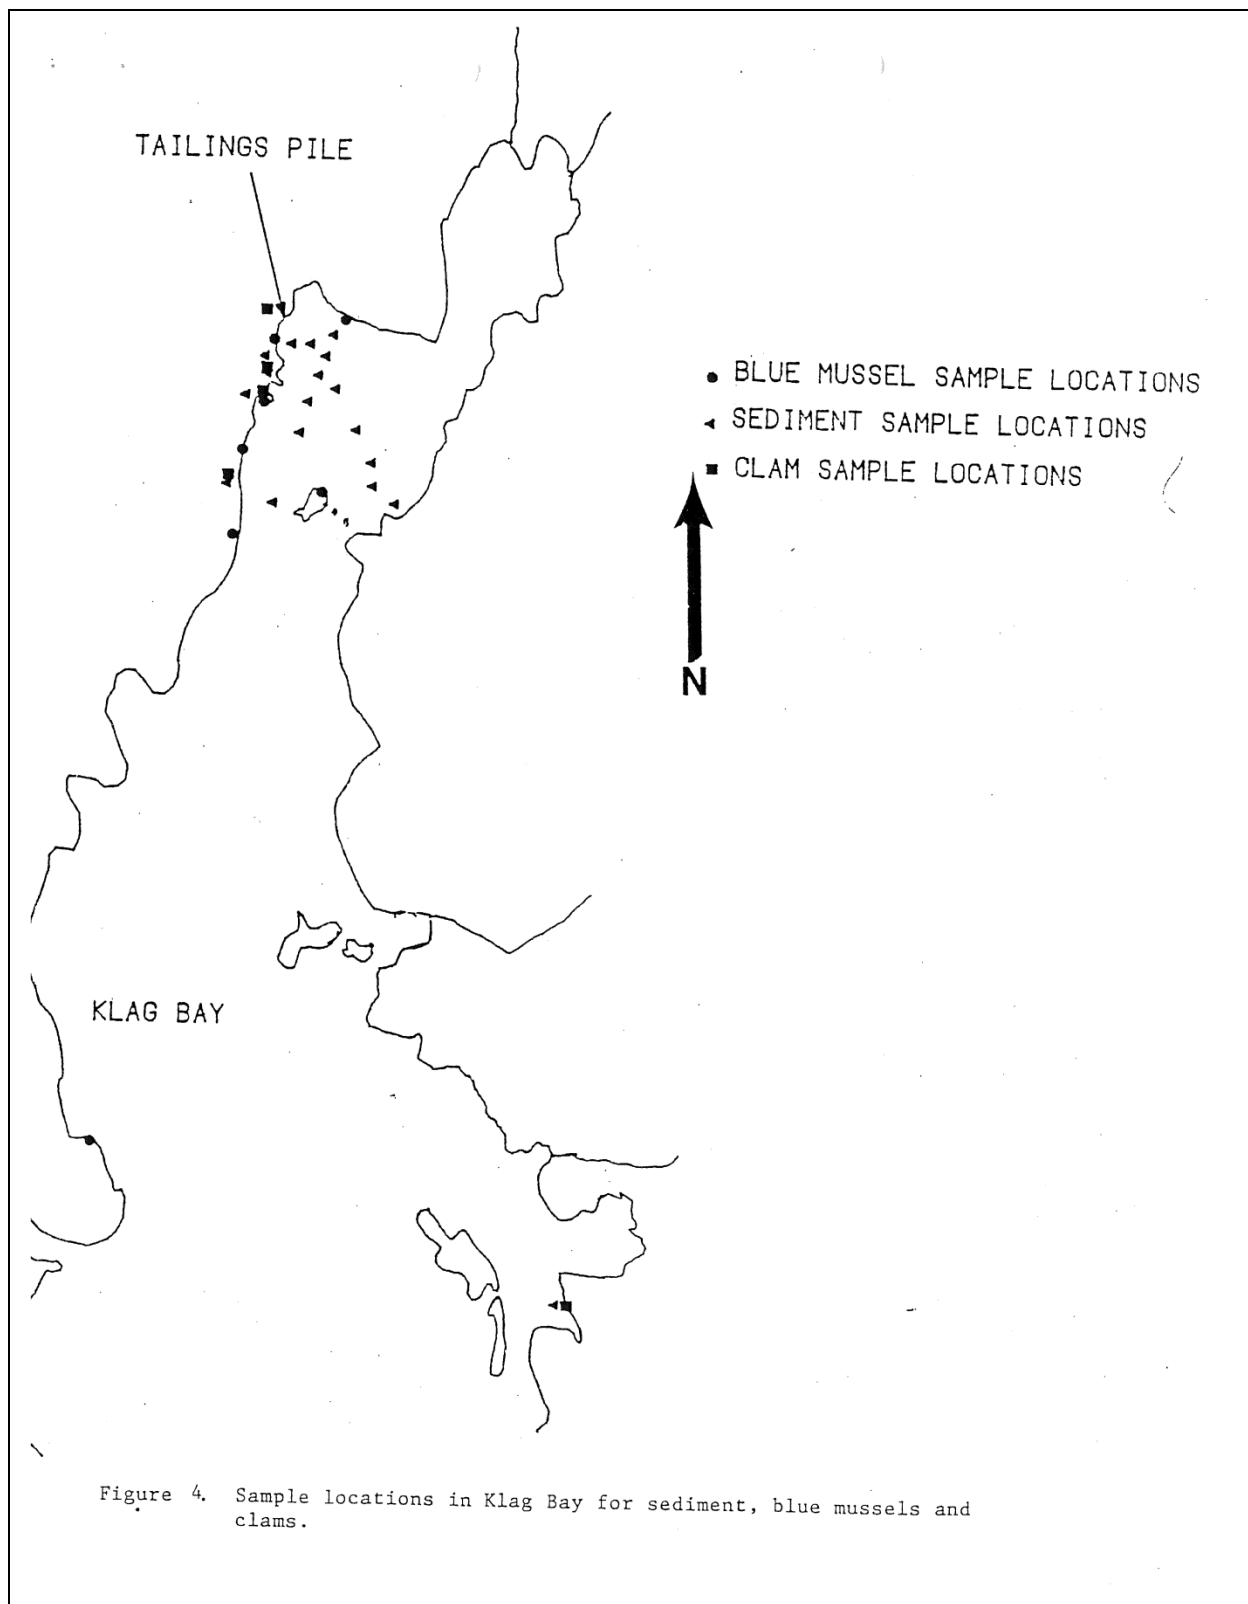 TAILINGS PILE
BLUE MUSSEL SAMPLE LOCATIONS
SEDIMENT SAMPLE LOCATIONS
CLAM SAMPLE LOCATIONS
N
KLAG BAY
Figure 4. Sample locations in Klag Bay for sediment, blue mussels and
clams.